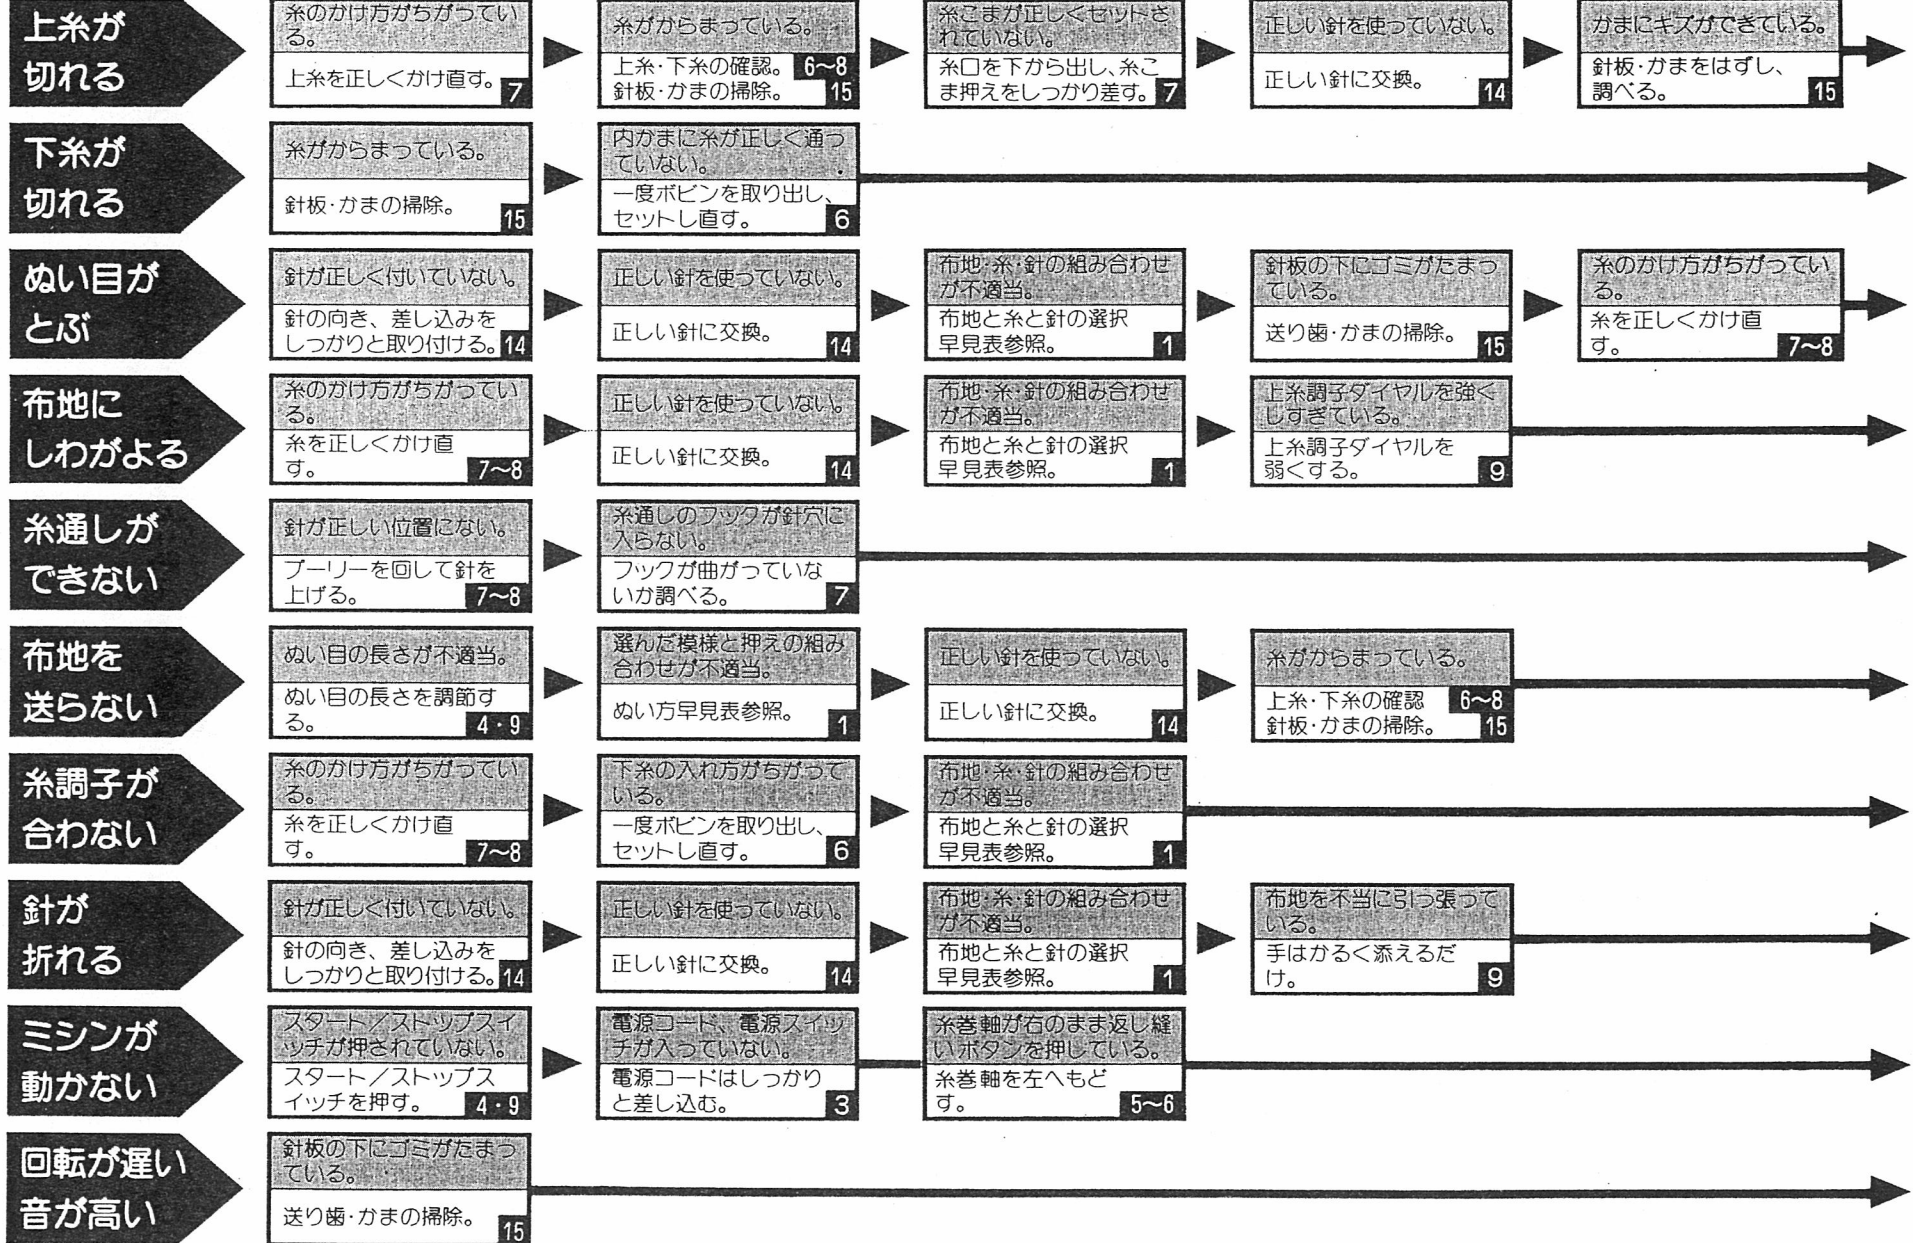 上糸が
切れる
糸のかけ方がちがってい
る。
上糸を正しくかけ直す。 7
糸がからまっている。
上糸・下糸の確認。 6〜8
針板・かまの掃除。 15
糸こまが正しくセットさ
れていない。
糸口を下から出し、糸こ
ま押えをしっかり差す。 7
正しい針を使っていない。
正しい針に交換。 14
かまにキズができている。
針板・かまをはずし、
調べる。 15
下糸が
切れる
糸がからまっている。
針板・かまの掃除。 15
内かまに糸が正しく通っ
ていない。
一度ボビンを取り出し、
セットし直す。 6
ぬい目が
とぶ
針が正しく付いていない。
針の向き、差し込みを
しっかりと取り付ける。 14
正しい針を使っていない。
正しい針に交換。 14
布地・糸・針の組み合わせ
が不適当。
布地と糸と針の選択
早見表参照。 1
針板の下にゴミがたまっ
ている。
送り歯・かまの掃除。 15
糸のかけ方がちがってい
る。
糸を正しくかけ直
す。 7〜8
布地に
しわがよる
糸のかけ方がちがってい
る。
糸を正しくかけ直
す。 7〜8
正しい針を使っていない。
正しい針に交換。 14
布地・糸・針の組み合わせ
が不適当。
布地と糸と針の選択
早見表参照。 1
上糸調子ダイヤルを強く
しすぎている。
上糸調子ダイヤルを
弱くする。 9
糸通しが
できない
針が正しい位置にない。
プーリーを回して針を
上げる。 7〜8
糸通しのフックが針穴に
入らない。
フックが曲がっていな
いか調べる。 7
布地を
送らない
ぬい目の長さが不適当。
ぬい目の長さを調節す
る。 4・9
選んだ模様と押えの組み
合わせが不適当。
ぬい方早見表参照。 1
正しい針を使っていない。
正しい針に交換。 14
糸がからまっている。
上糸・下糸の確認 6〜8
針板・かまの掃除。 15
糸調子が
合わない
糸のかけ方がちがってい
る。
糸を正しくかけ直
す。 7〜8
下糸の入れ方がちがって
いる。
一度ボビンを取り出し、
セットし直す。 6
布地・糸・針の組み合わせ
が不適当。
布地と糸と針の選択
早見表参照。 1
針が
折れる
針が正しく付いていない。
針の向き、差し込みを
しっかりと取り付ける。 14
正しい針を使っていない。
正しい針に交換。 14
布地・糸・針の組み合わせ
が不適当。
布地と糸と針の選択
早見表参照。 1
布地を不当に引っ張って
いる。
手はかるく添えるだ
け。 9
ミシンが
動かない
スタート／ストップスイ
ッチが押されていない。
スタート／ストップス
イッチを押す。 4・9
電源コード、電源スイッ
チが入っていない。
電源コードはしっかり
と差し込む。 3
糸巻軸が右のまま返し縫
いボタンを押している。
糸巻軸を左へもど
す。 5〜6
回転が遅い
音が高い
針板の下にゴミがたまっ
ている。
送り歯・かまの掃除。 15